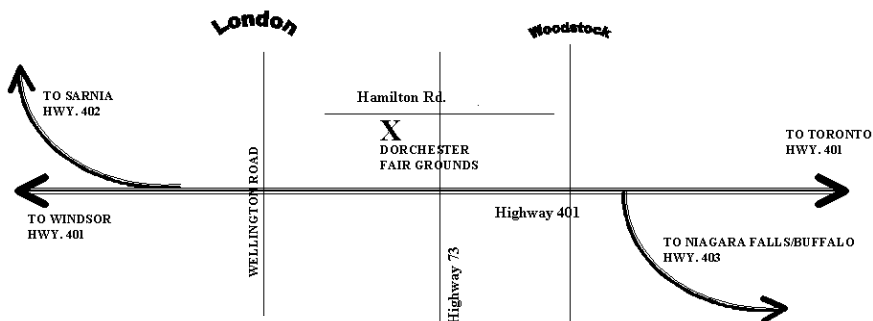 London
Woodstock
Hamilton Rd.
TO SARNIA
HWY. 402
X
DORCHESTER
FAIR GROUNDS
TO TORONTO
HWY. 401
WELLINGTON ROAD
Highway 401
TO WINDSOR
HWY. 401
Highway 73
TO NIAGARA FALLS/BUFFALO
HWY. 403